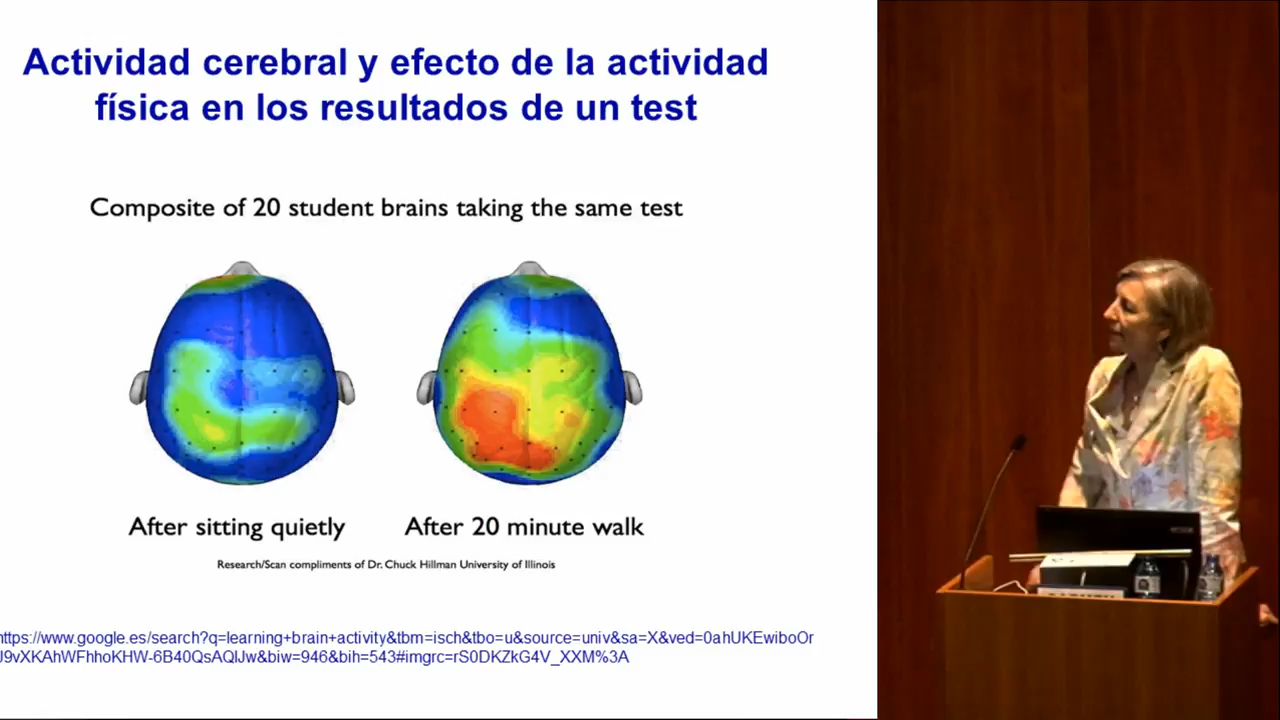 Actividad cerebral y efecto de la actividad
física en los resultados de un test
Composite of 20 student brains taking the same test
After sitting quietly
After 20 minute walk
Research/Scan compliments of Dr. Chuck Hillman University of Illinois
https://www.google.es/search?q=learning+brain+activity&tbm=isch&tbo=u&source=univ&sa=X&ved=0ahUKEwiboOr
J9vXKAhWFhhoKHW-6B40QsAQIJw&biw=946&bih=543#imgrc=rS0DKZkG4V_XXM%3A